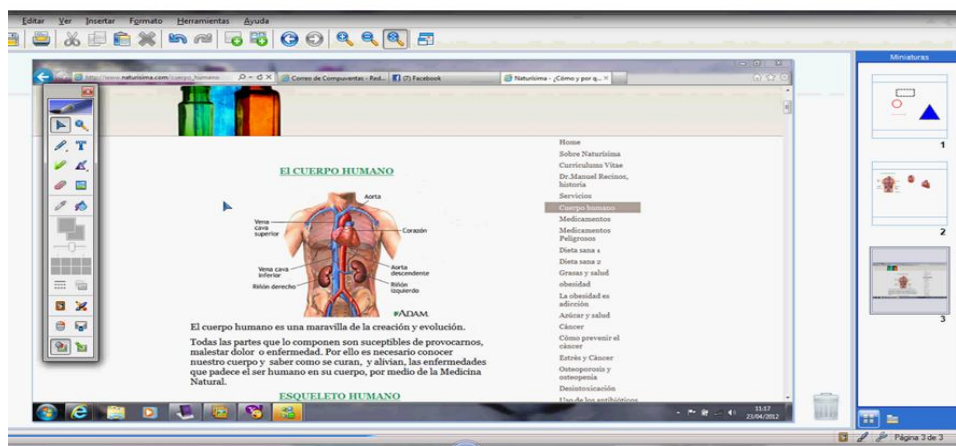 Editar Ver Insertar Formato Herramientas Ayuda
Miniaturas
http://www.naturisima.com/cuerpo_humano
Correo de Compuventas - Red...
(7) Facebook
Naturísima - ¿Cómo y por q...
El CUERPO HUMANO
Aorta
Vena cava superior
Corazón
Vena cava inferior
Aorta descendente
Riñón derecho
Riñón izquierdo
ADAM
El cuerpo humano es una maravilla de la creación y evolución.
Todas las partes que lo componen son suceptibles de provocarnos,
malestar dolor o enfermedad. Por ello es necesario conocer
nuestro cuerpo y saber como se curan, y alivian, las enfermedades
que padece el ser humano en su cuerpo, por medio de la Medicina
Natural.
ESQUELETO HUMANO
Home
Sobre Naturísima
Curriculums Vitae
Dr.Manuel Recinos,
historia
Servicios
Cuerpo humano
Medicamentos
Medicamentos
Peligrosos
Dieta sana 1
Dieta sana 2
Grasas y salud
obesidad
La obesidad es
adicción
Azúcar y salud
Cáncer
Cómo prevenir el
cáncer
Estrés y Cáncer
Osteoporosis y
osteopenia
Desintoxicación
Uso de los antibióticos
1
2
3
11:17
23/04/2012
Página 3 de 3